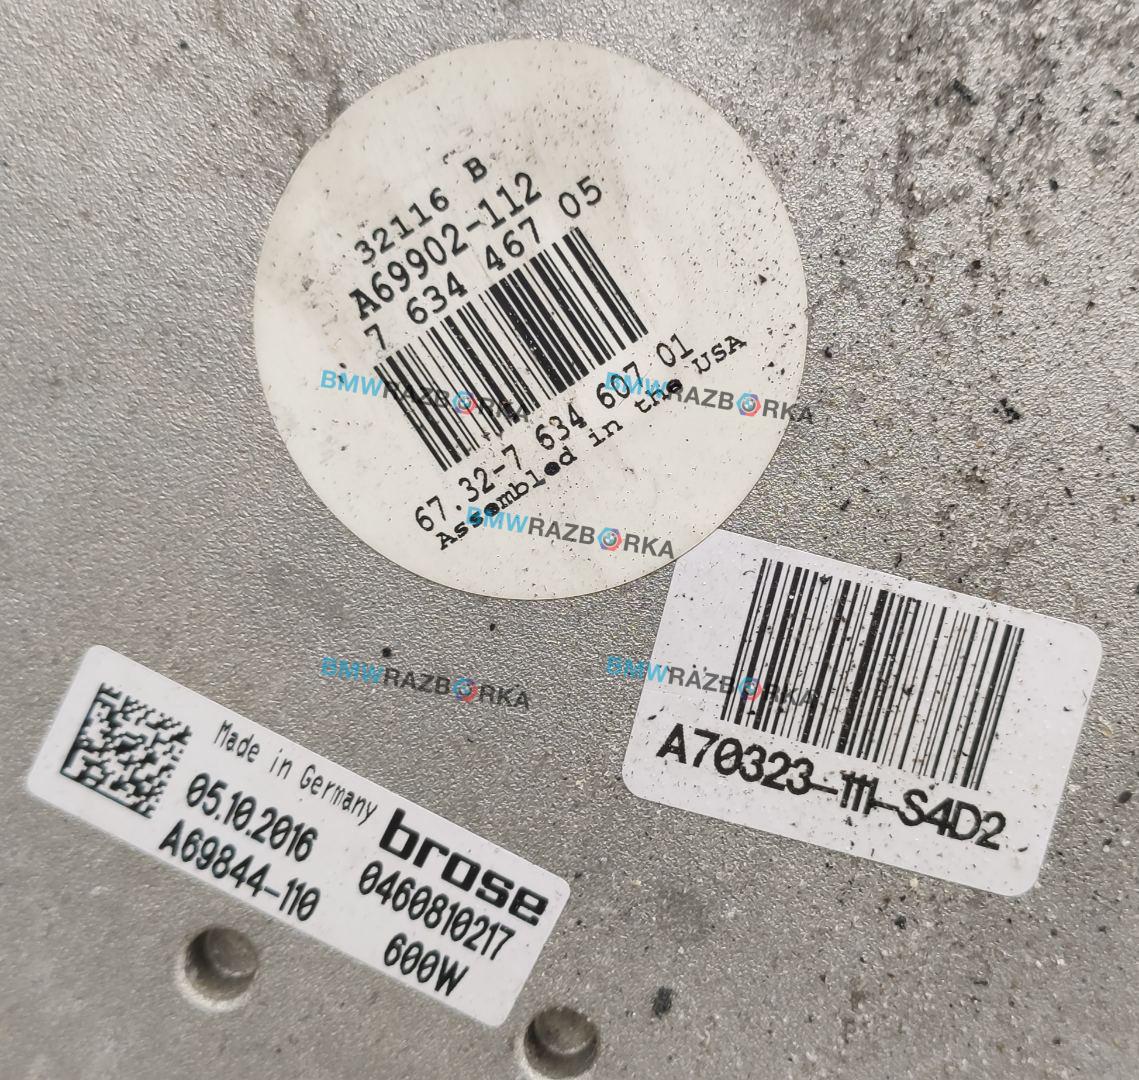 32116 B
A69902-112
7 634 467 05
67.32-7 634 607 01
Assembled in the USA
BMWRAZBORKA
BMWRAZBORKA
BMWRAZBORKA
BMWRAZBORKA
BMWRAZBORKA
A70323-111-S4D2
Made in Germany
brose
05.10.2016
0460810217
A69844-110
600W